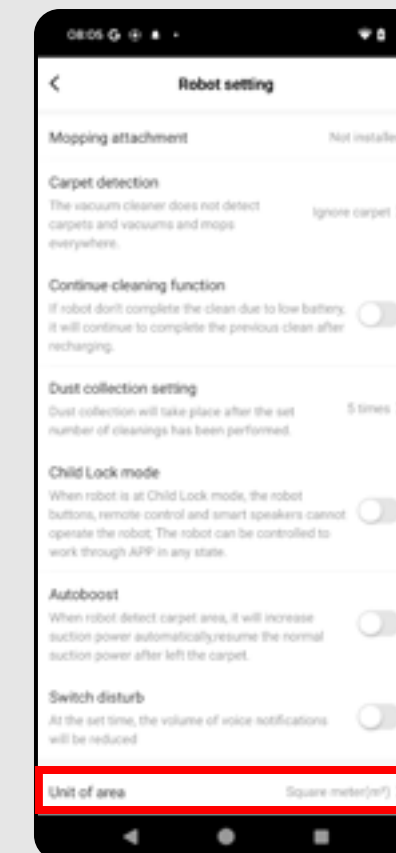 08:05 G
Robot setting
Mopping attachment Not installe
Carpet detection
The vacuum cleaner does not detect
carpets and vacuums and mops
everywhere.
Ignore carpet
Continue cleaning function
If robot don't complete the clean due to low battery,
it will continue to complete the previous clean after
recharging.
Dust collection setting
Dust collection will take place after the set
number of cleanings has been performed.
5 times
Child Lock mode
When robot is at Child Lock mode, the robot
buttons, remote control and smart speakers cannot
operate the robot; The robot can be controlled to
work through APP in any state.
Autoboost
When robot detect carpet area, it will increase
suction power automatically,resume the normal
suction power after left the carpet.
Switch disturb
At the set time, the volume of voice notifications
will be reduced
Unit of area Square meter(m²)